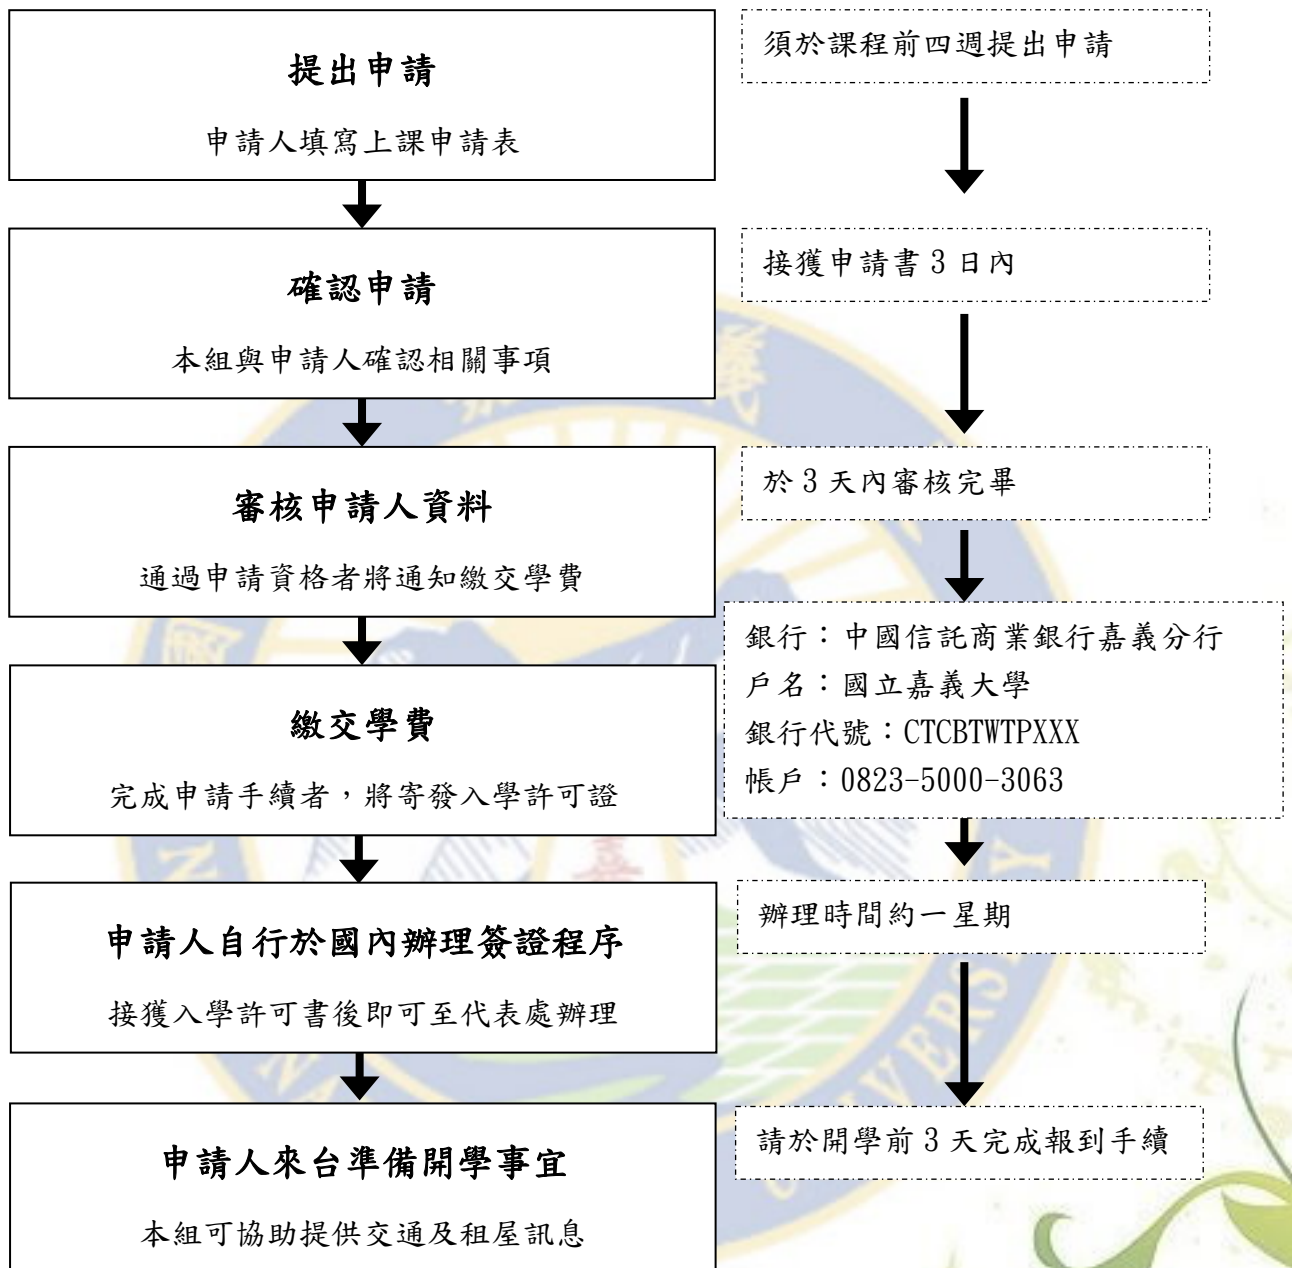 提出申請
申請人填寫上課申請表
須於課程前四週提出申請
確認申請
本組與申請人確認相關事項
接獲申請書 3 日內
審核申請人資料
通過申請資格者將通知繳交學費
於 3 天內審核完畢
繳交學費
完成申請手續者，將寄發入學許可證
銀行：中國信託商業銀行嘉義分行
戶名：國立嘉義大學
銀行代號：CTCBTWTPXXX
帳戶：0823-5000-3063
申請人自行於國內辦理簽證程序
接獲入學許可書後即可至代表處辦理
辦理時間約一星期
申請人來台準備開學事宜
本組可協助提供交通及租屋訊息
請於開學前 3 天完成報到手續